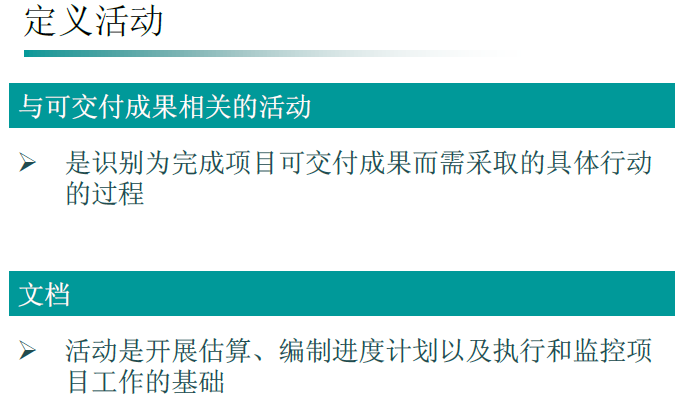 定义活动
与可交付成果相关的活动
是识别为完成项目可交付成果而需采取的具体行动
的过程
文档
活动是开展估算、编制进度计划以及执行和监控项
目工作的基础